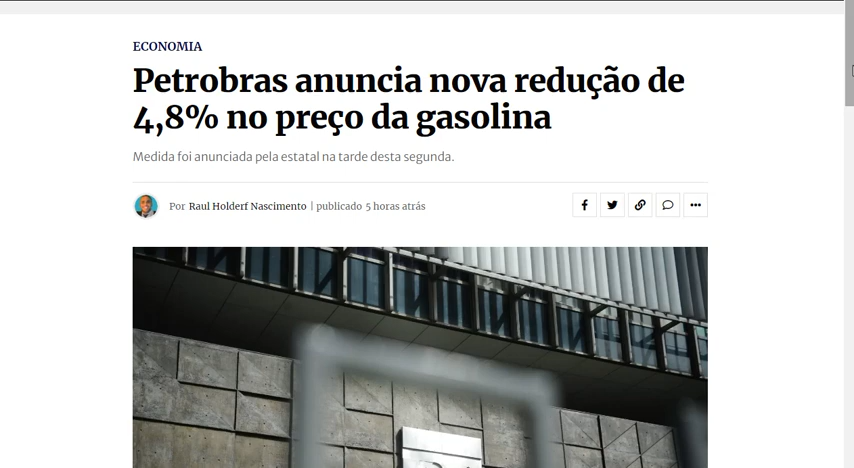 ECONOMIA
Petrobras anuncia nova redução de
4,8% no preço da gasolina
Medida foi anunciada pela estatal na tarde desta segunda.
Por Raul Holderf Nascimento | publicado 5 horas atrás